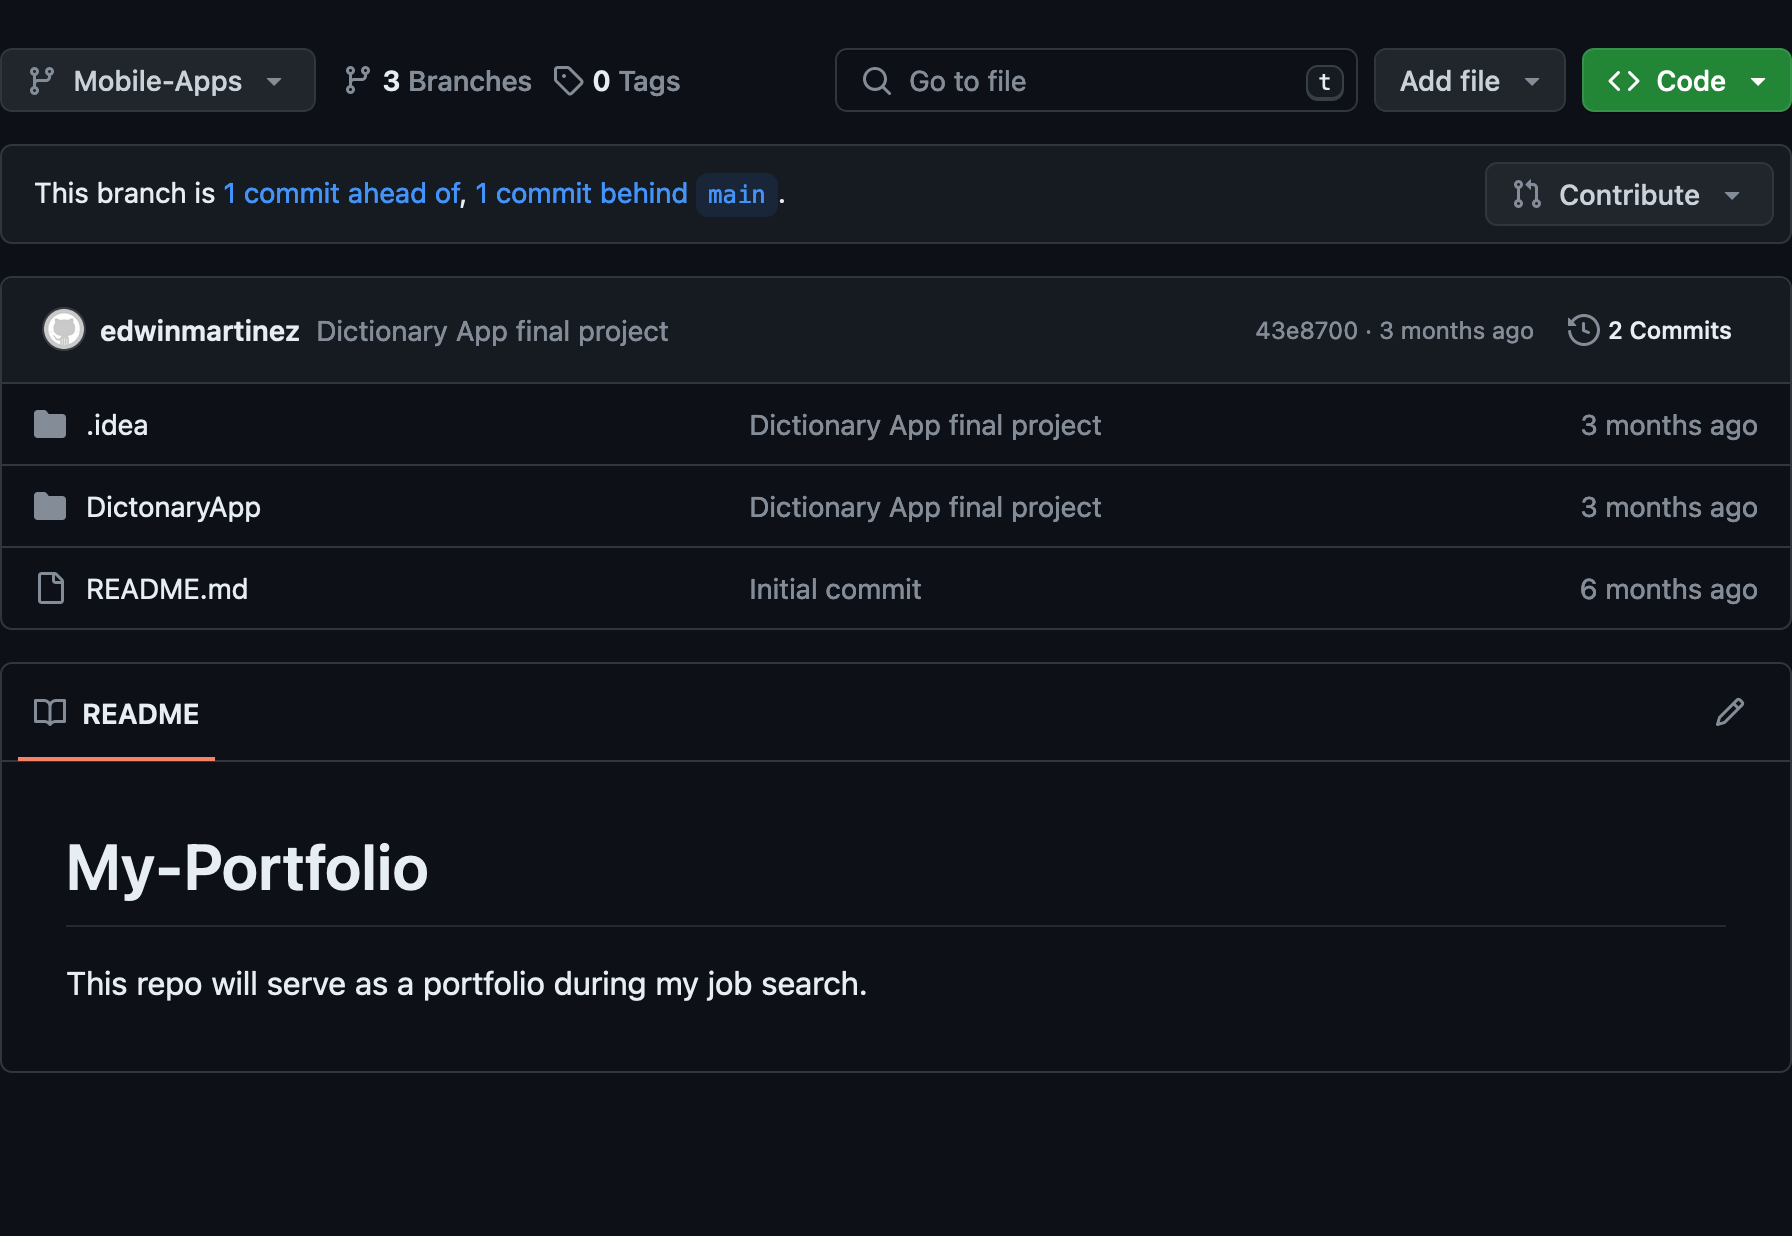 Mobile-Apps 3 Branches 0 Tags Go to file t Add file Code
This branch is 1 commit ahead of, 1 commit behind main . Contribute
edwinmartinez Dictionary App final project 43e8700 · 3 months ago 2 Commits
.idea Dictionary App final project 3 months ago
DictonaryApp Dictionary App final project 3 months ago
README.md Initial commit 6 months ago
README
My-Portfolio
This repo will serve as a portfolio during my job search.